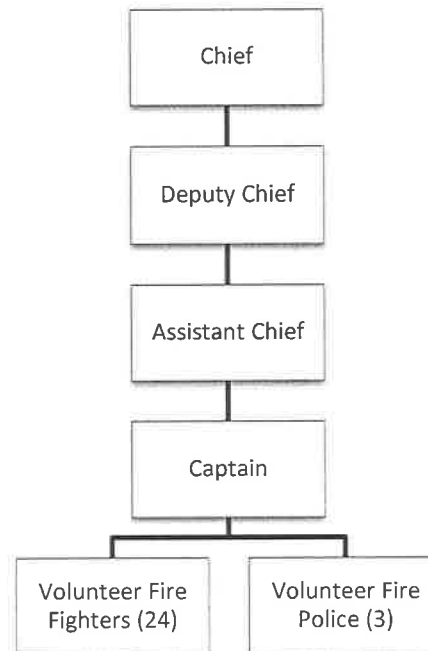 Chief
Deputy Chief
Assistant Chief
Captain
Volunteer Fire
Fighters (24)
Volunteer Fire
Police (3)